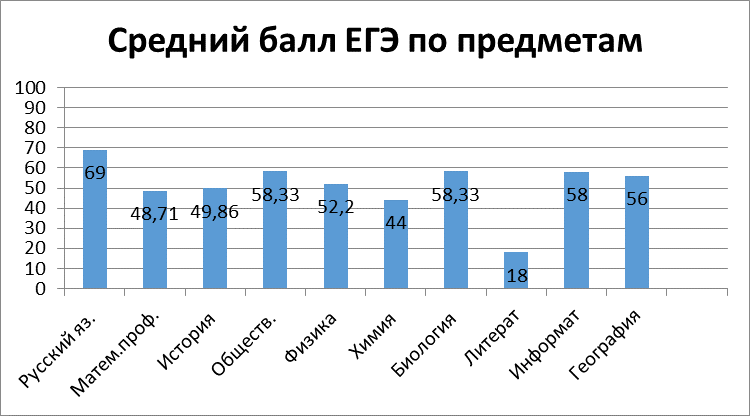 Средний балл ЕГЭ по предметам
100
90
80
70
60
50
40
30
20
10
0
69
48,71
49,86
58,33
52,2
44
58,33
18
58
56
Русский яз.
Матем.проф.
История
Обществ.
Физика
Химия
Биология
Литерат
Информат
География